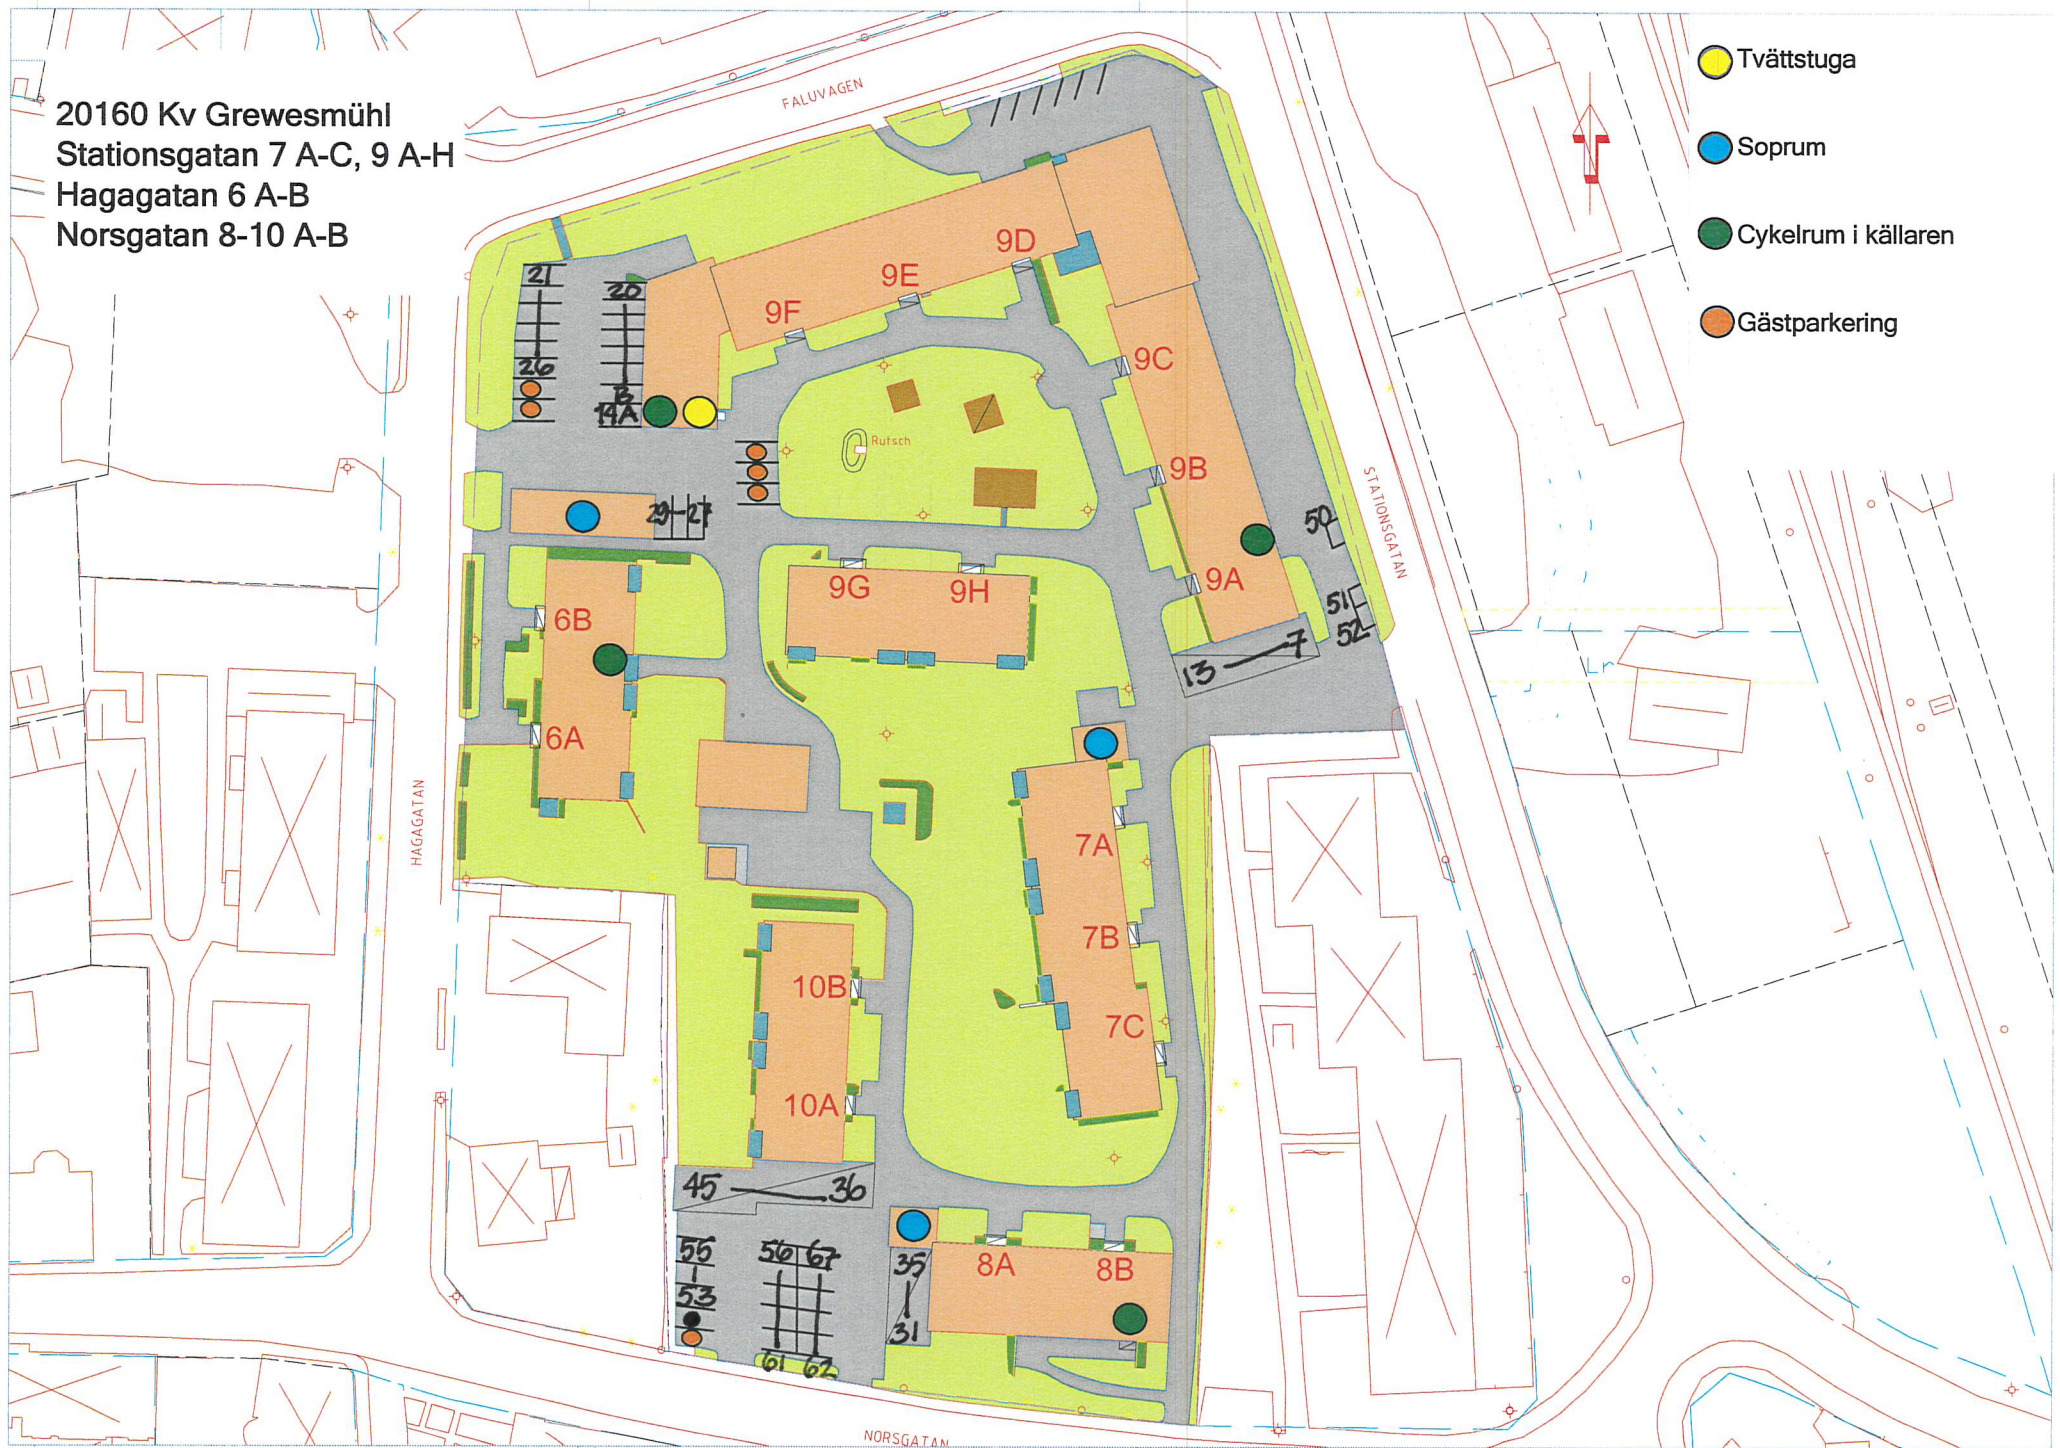 20160 Kv Grewesmühl
Stationsgatan 7 A-C, 9 A-H
Hagagatan 6 A-B
Norsgatan 8-10 A-B
Tvättstuga
Soprum
Cykelrum i källaren
Gästparkering
FALUVAGEN
21
20
26
B
14A
9F
9E
9D
9C
9B
9A
Rutsch
STATIONSGATAN
29 27
50
51
52
13 7
9G
9H
6B
6A
HAGAGATAN
Lr
7A
7B
7C
10B
10A
45 36
55
53
56 67
61 62
35
31
8A
8B
NORSGATAN